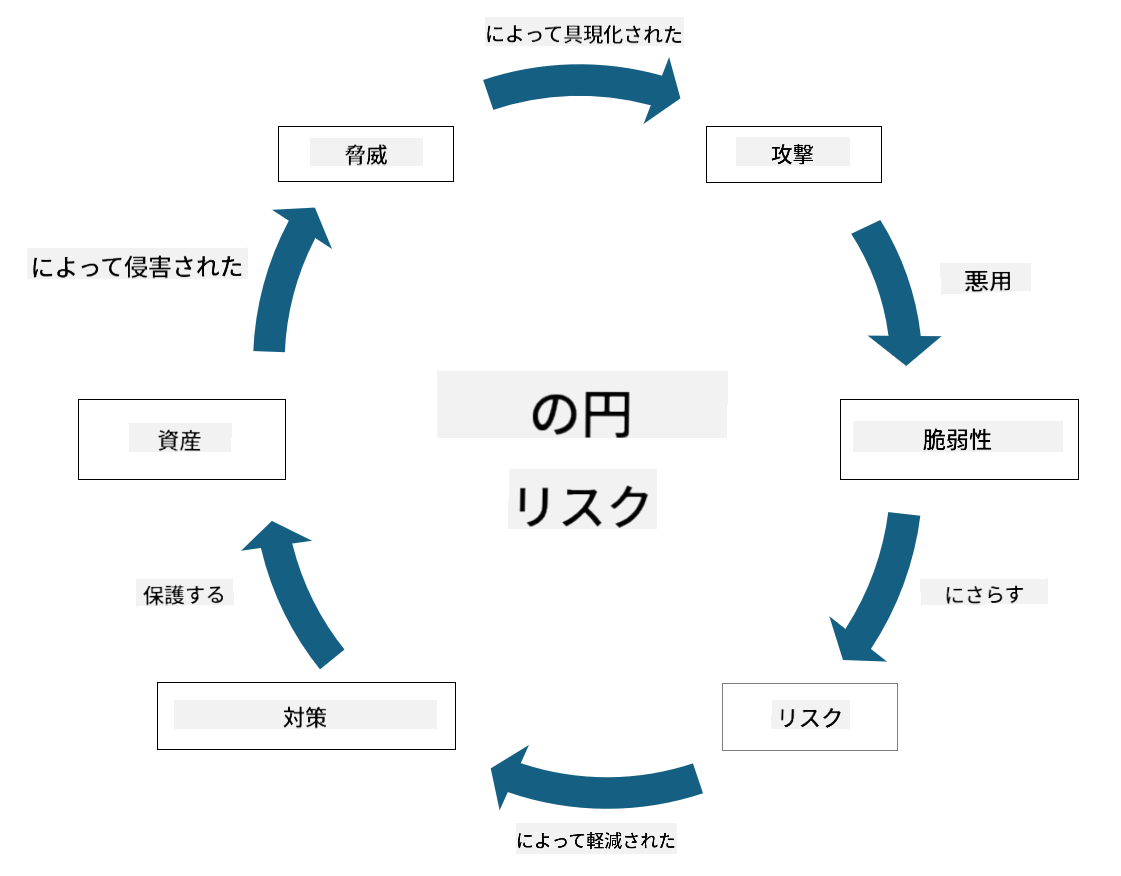 によって具現化された
脅威
攻撃
によって侵害された
悪用
の円
リスク
資産
脆弱性
保護する
にさらす
対策
リスク
によって軽減された